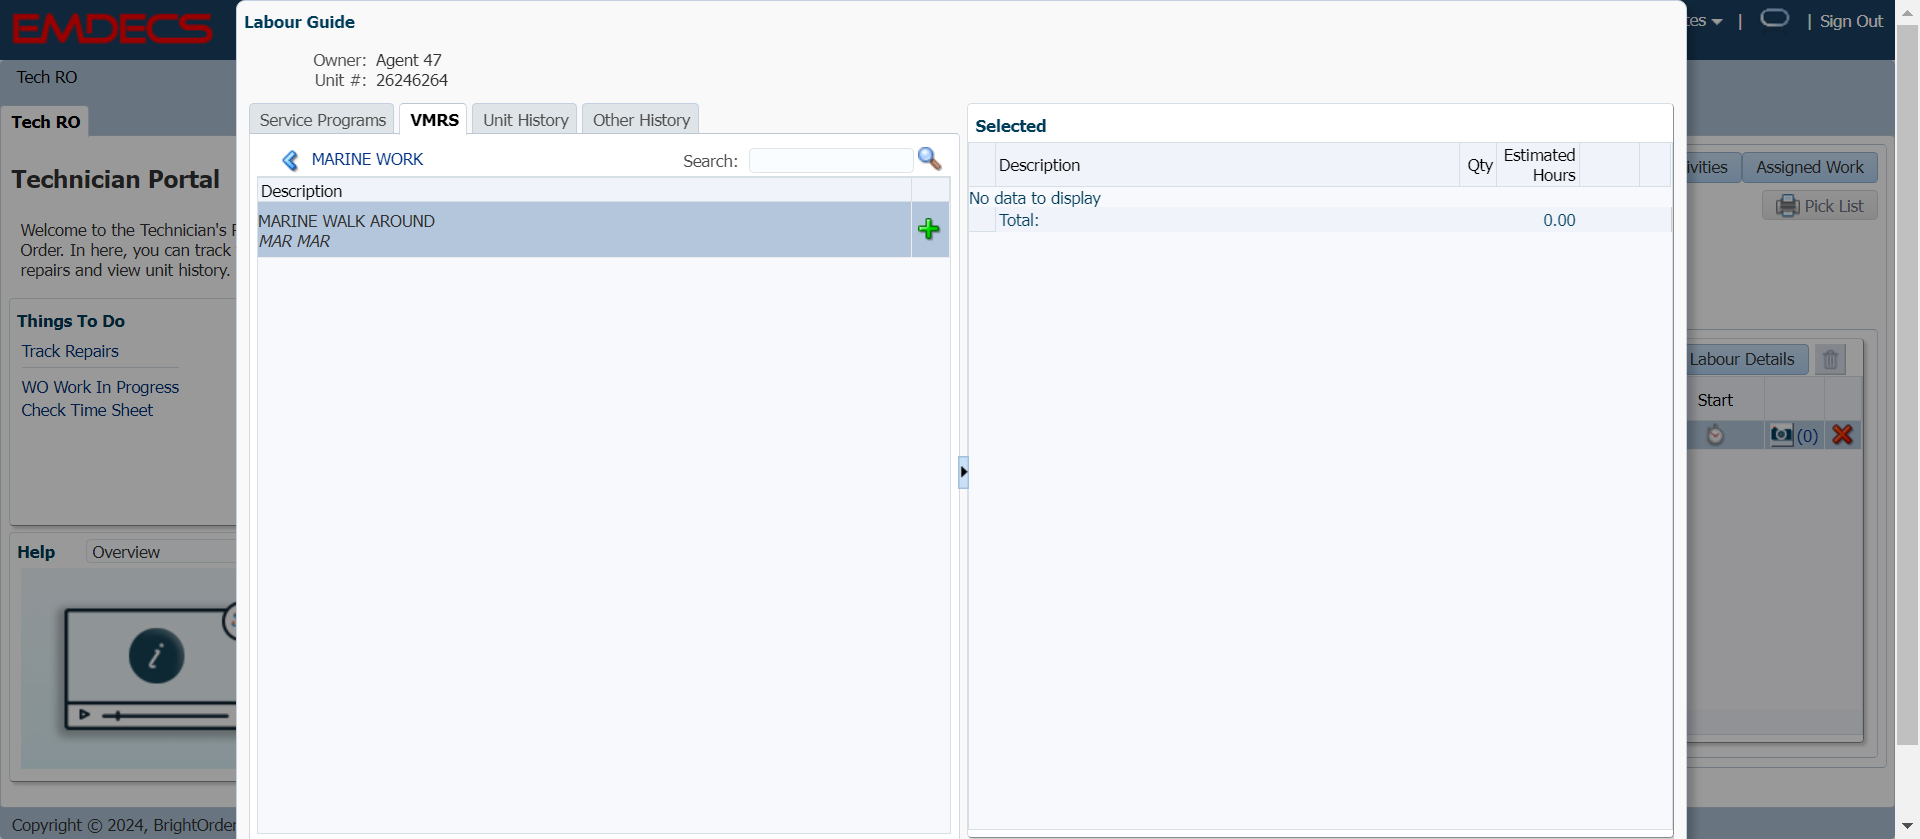 EMDECS
Labour Guide
tes | | Sign Out
Owner: Agent 47
Unit #: 26246264
Tech RO
Tech RO
Service Programs VMRS Unit History Other History
MARINE WORK Search:
Description
MARINE WALK AROUND
MAR MAR
Selected
Description Qty Estimated Hours
No data to display
Total: 0.00
Technician Portal
Welcome to the Technician's
Order. In here, you can track
repairs and view unit history.
Things To Do
Track Repairs
WO Work In Progress
Check Time Sheet
Help Overview
i
ivities Assigned Work
Pick List
Labour Details
Start
(0)
Copyright © 2024, BrightOrder